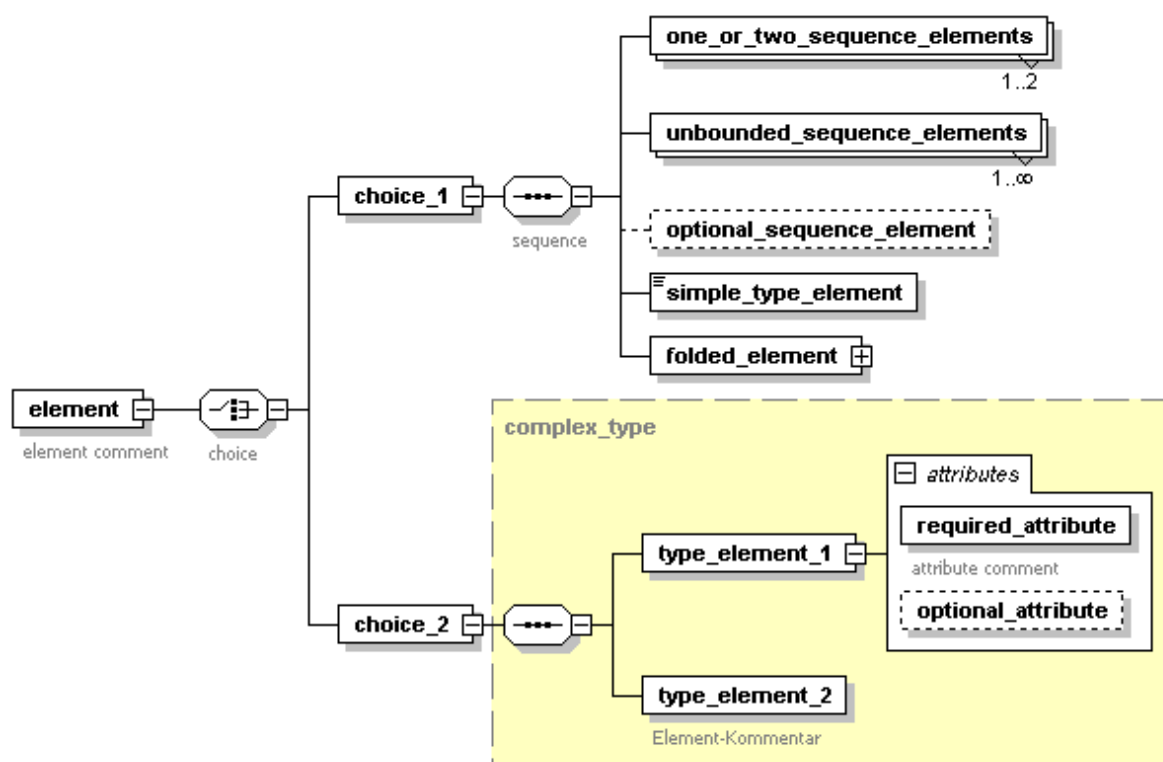 one_or_two_sequence_elements
1..2
unbounded_sequence_elements
1..∞
choice_1
sequence
optional_sequence_element
simple_type_element
folded_element
element
element comment
choice
complex_type
attributes
required_attribute
attribute comment
optional_attribute
type_element_1
choice_2
type_element_2
Element-Kommentar